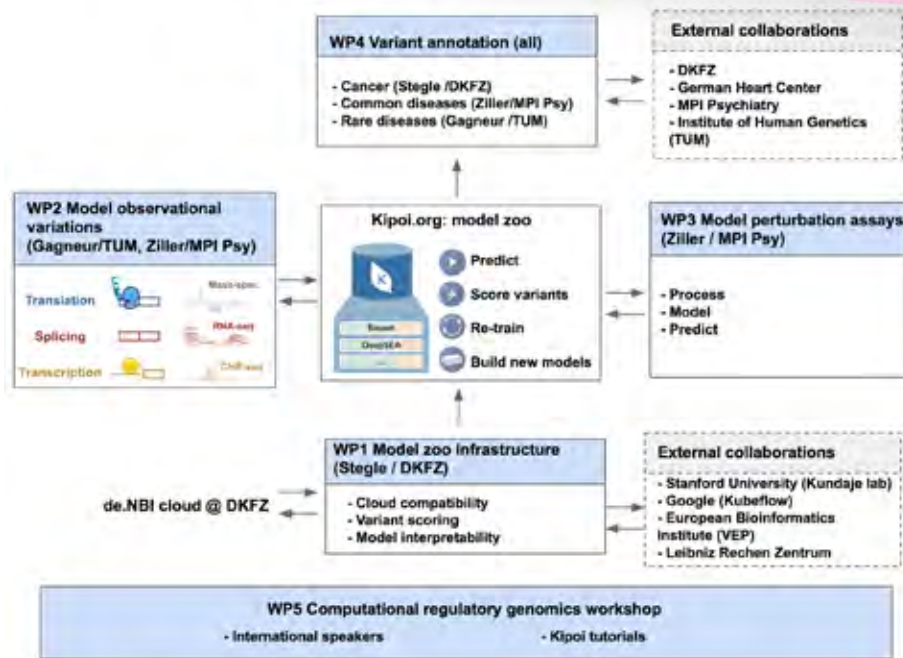 WP4 Variant annotation (all)
- Cancer (Stegle /DKFZ)
- Common diseases (Ziller/MPI Psy)
- Rare diseases (Gagneur /TUM)
External collaborations
- DKFZ
- German Heart Center
- MPI Psychiatry
- Institute of Human Genetics
(TUM)
WP2 Model observational
variations
(Gagneur/TUM, Ziller/MPI Psy)
Translation
Mass-spec.
Splicing
RNA-seq
Transcription
ChIP-seq
Kipoi.org: model zoo
K
Basset
DeepSEA
...
Predict
Score variants
Re-train
Build new models
WP3 Model perturbation assays
(Ziller / MPI Psy)
- Process
- Model
- Predict
WP1 Model zoo infrastructure
(Stegle / DKFZ)
- Cloud compatibility
- Variant scoring
- Model interpretability
de.NBI cloud @ DKFZ
External collaborations
- Stanford University (Kundaje lab)
- Google (Kubeflow)
- European Bioinformatics
Institute (VEP)
- Leibniz Rechen Zentrum
WP5 Computational regulatory genomics workshop
- International speakers
- Kipoi tutorials